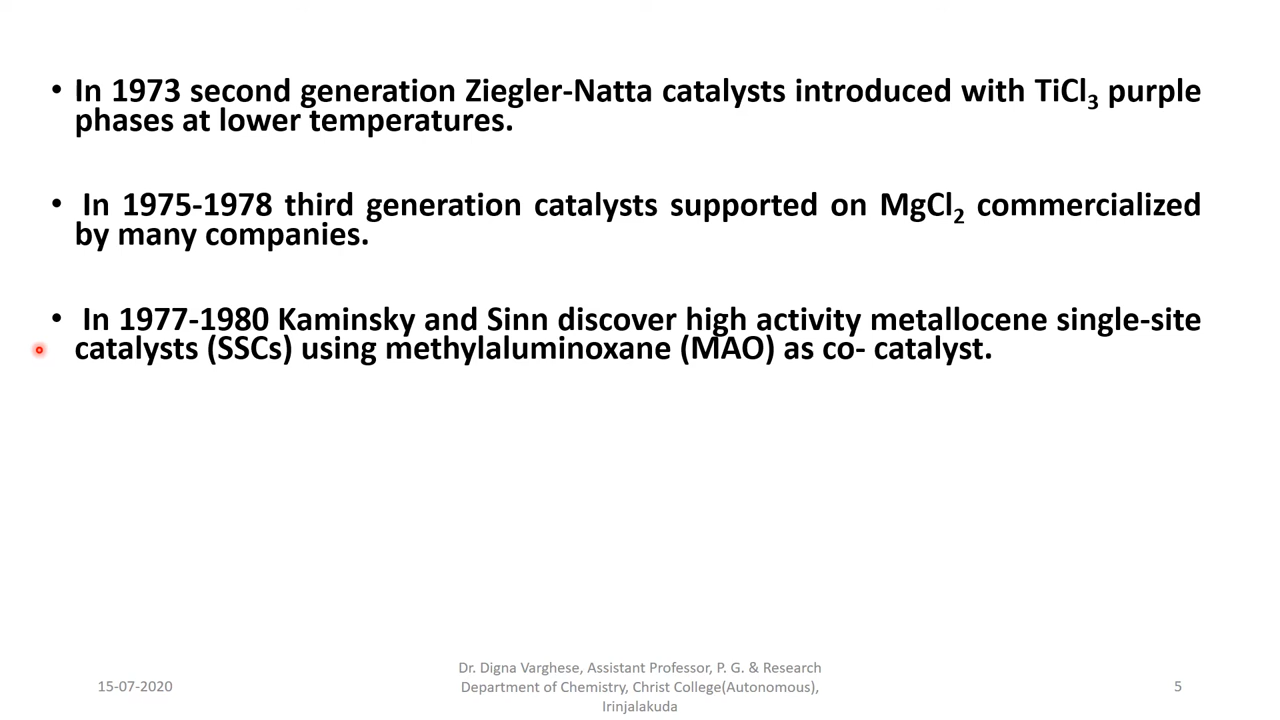 • In 1973 second generation Ziegler-Natta catalysts introduced with TiCl₃ purple
phases at lower temperatures.
• In 1975-1978 third generation catalysts supported on MgCl₂ commercialized
by many companies.
• In 1977-1980 Kaminsky and Sinn discover high activity metallocene single-site
catalysts (SSCs) using methylaluminoxane (MAO) as co- catalyst.
15-07-2020
Dr. Digna Varghese, Assistant Professor, P. G. & Research
Department of Chemistry, Christ College(Autonomous),
Irinjalakuda
5